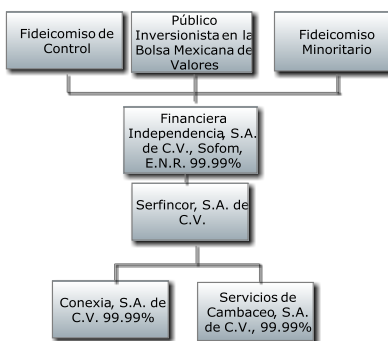 Fideicomiso de
Control
Público
Inversionista en la
Bolsa Mexicana de
Valores
Fideicomiso
Minoritario
Financiera
Independencia, S.A.
de C.V., Sofom,
E.N.R. 99.99%
Serfincor, S.A. de
C.V.
Conexia, S.A. de
C.V. 99.99%
Servicios de
Cambaceo, S.A.
de C.V., 99.99%